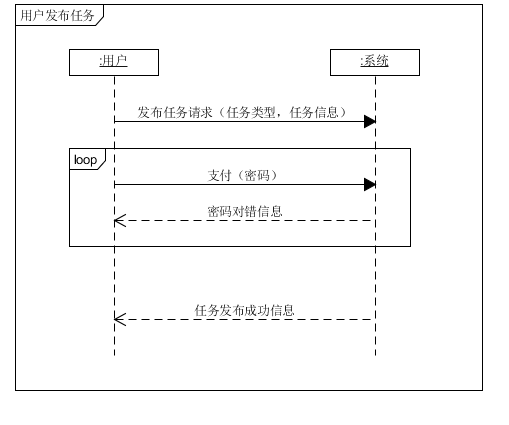 用户发布任务
:用户
:系统
发布任务请求（任务类型，任务信息）
loop
支付（密码）
密码对错信息
任务发布成功信息